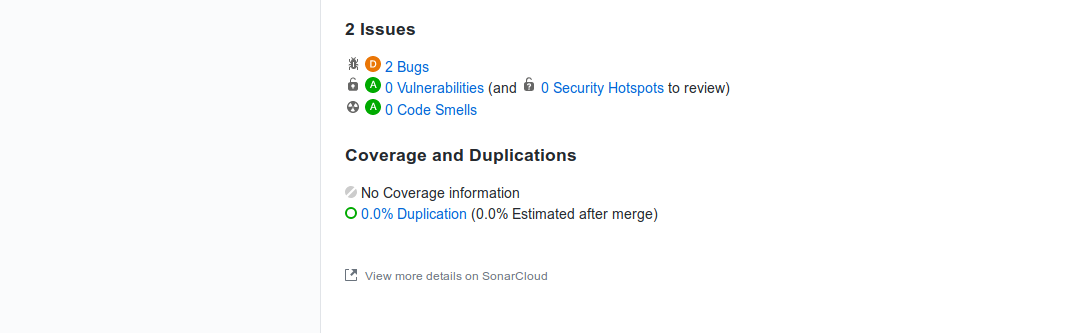 2 Issues
D 2 Bugs
A 0 Vulnerabilities (and ? 0 Security Hotspots to review)
A 0 Code Smells
Coverage and Duplications
No Coverage information
0.0% Duplication (0.0% Estimated after merge)
View more details on SonarCloud